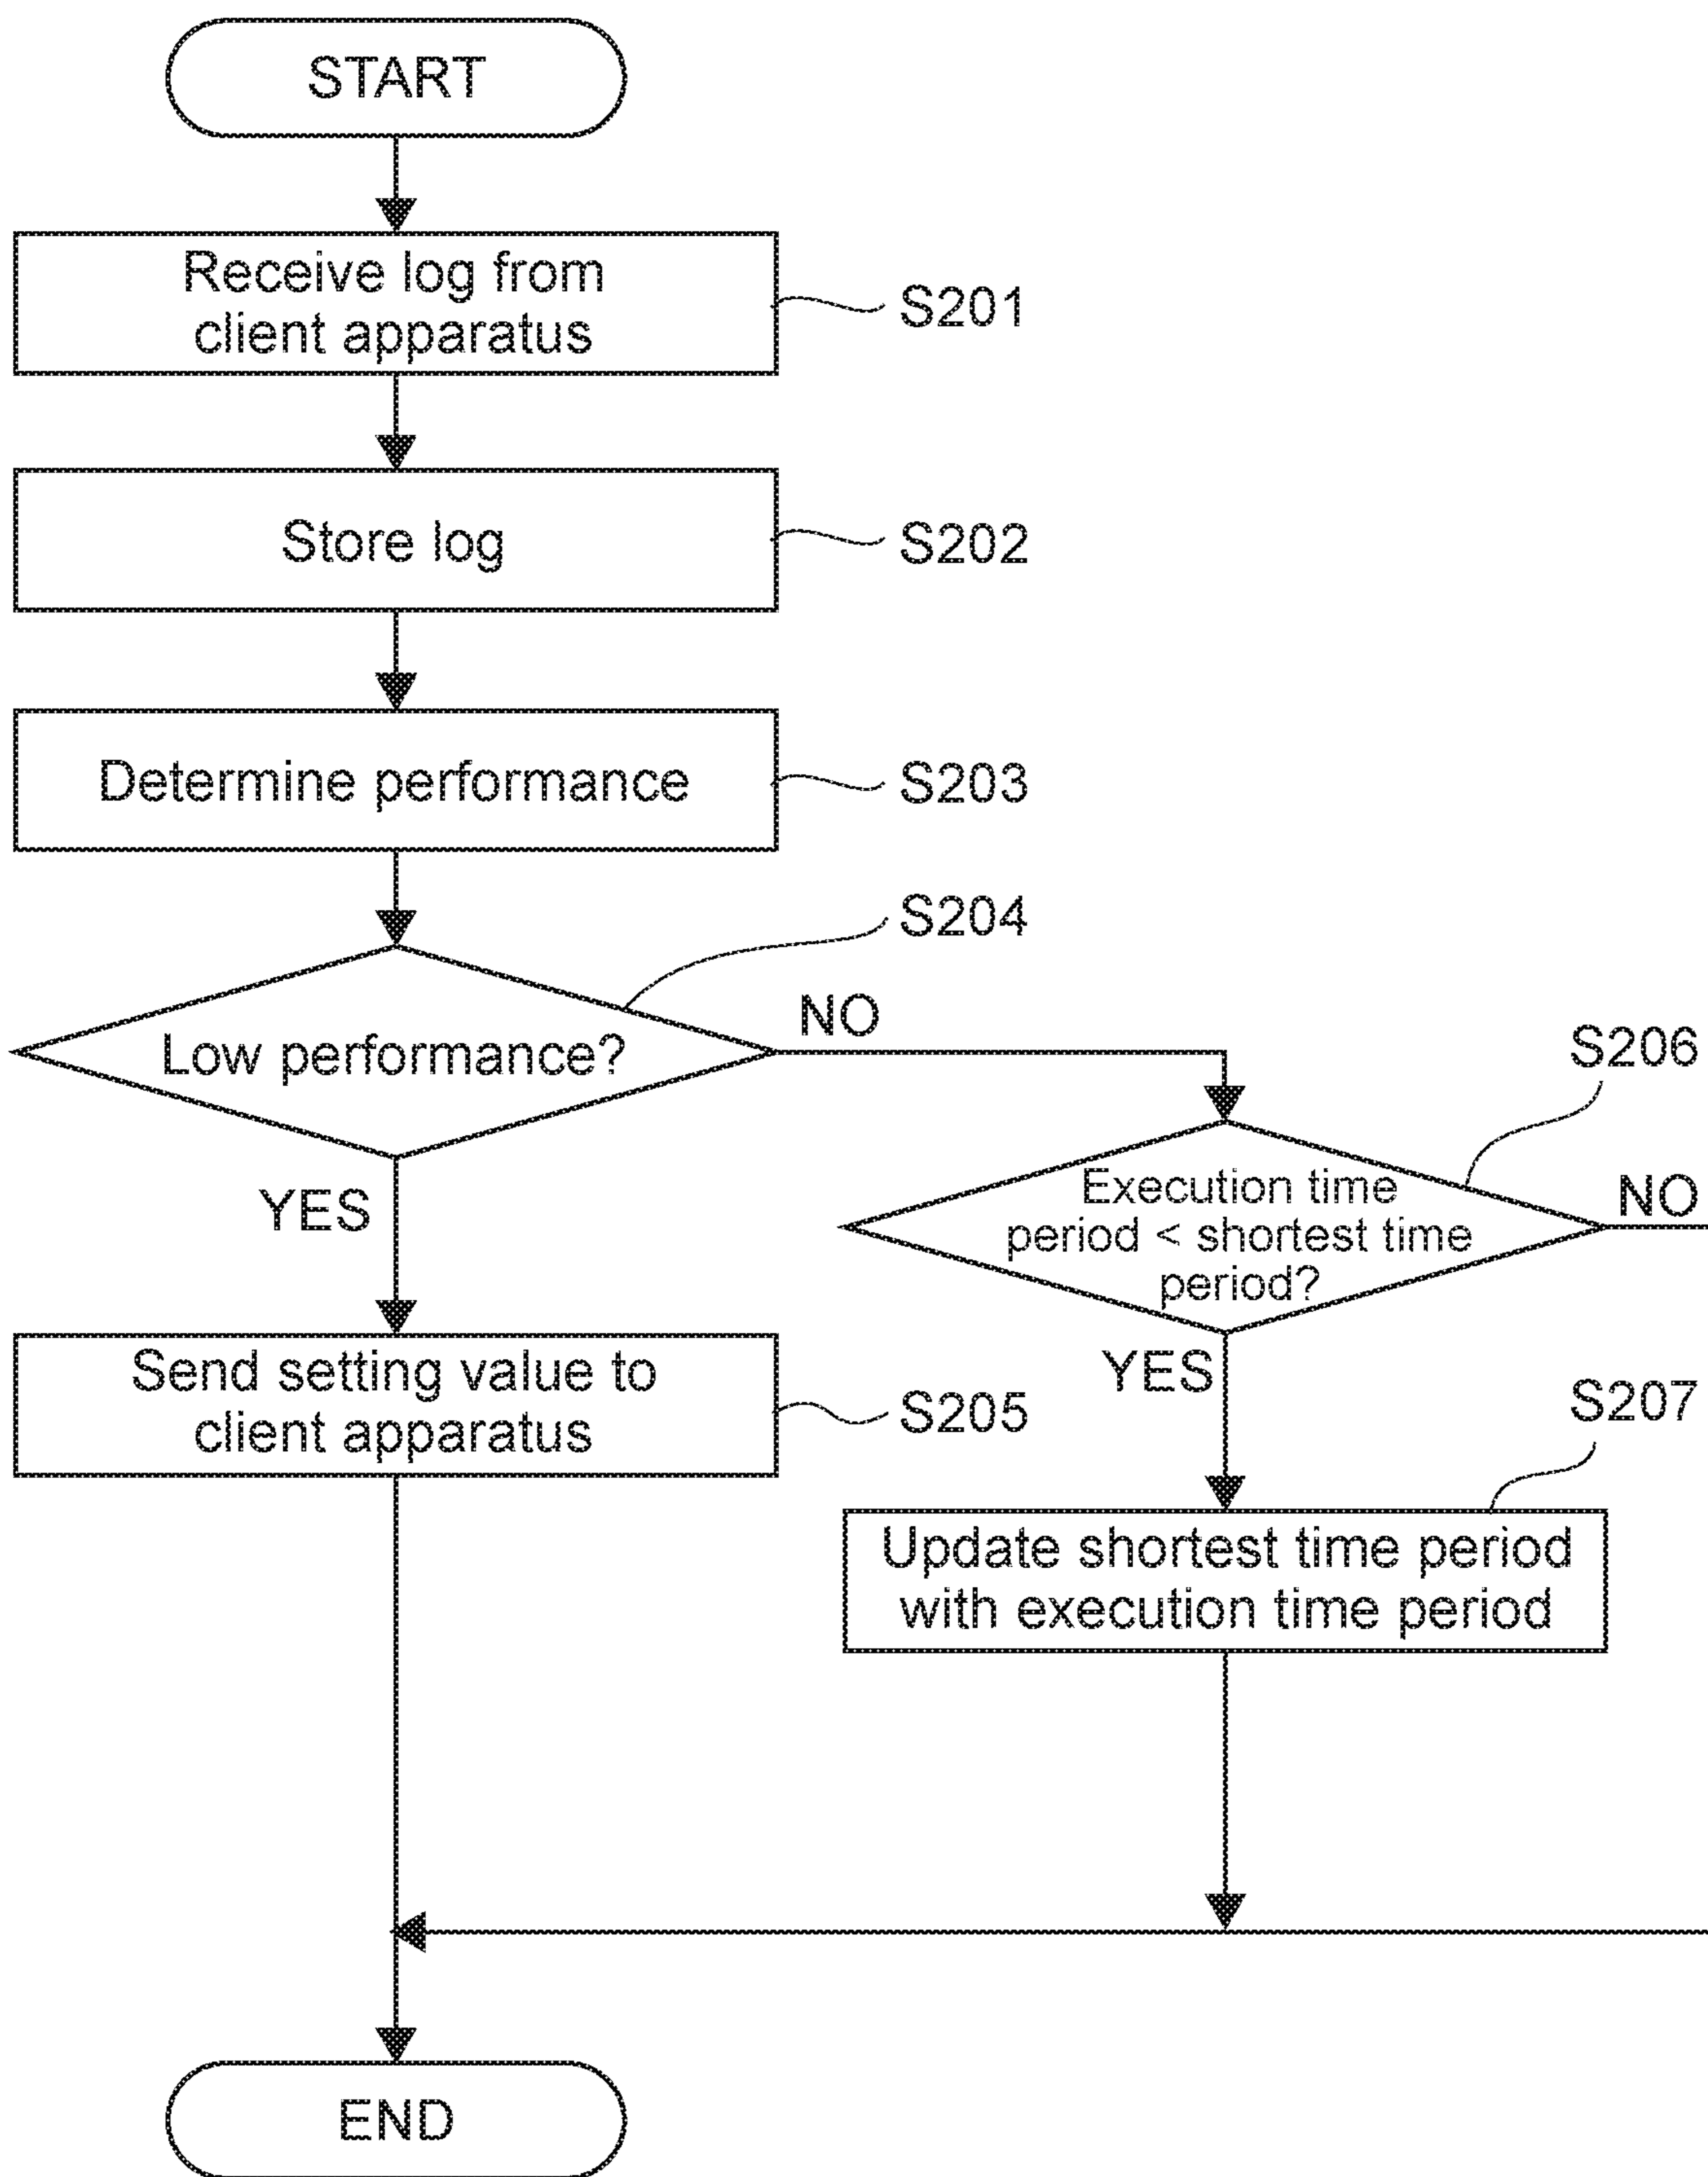 START
Receive log from
client apparatus
S201
Store log
S202
Determine performance
S203
S204
Low performance?
NO
YES
S206
Execution time
period < shortest time
period?
NO
YES
Send setting value to
client apparatus
S205
S207
Update shortest time period
with execution time period
END